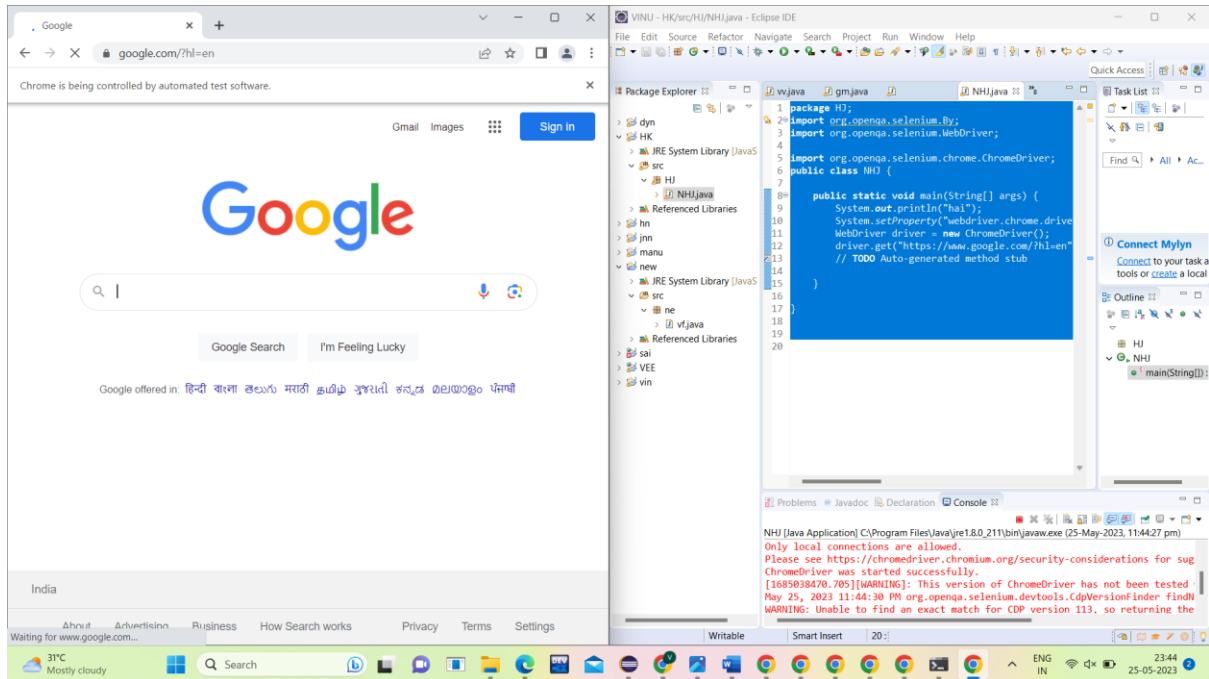 Google
google.com/?hl=en
Chrome is being controlled by automated test software.
Gmail Images
Sign in
Google
Google Search I'm Feeling Lucky
Google offered in: हिन्दी বাংলা తెలుగు मराठी தமிழ் ગુજરાતી ಕನ್ನಡ മലയാളം ਪੰਜਾਬੀ
India
About Advertising Business How Search works Privacy Terms Settings
Waiting for www.google.com...
VINU - HK/src/HJ/NHJ.java - Eclipse IDE
File Edit Source Refactor Navigate Search Project Run Window Help
Quick Access
Package Explorer
dyn
HK
JRE System Library [JavaS
src
HJ
NHJ.java
Referenced Libraries
hn
jnn
manu
new
JRE System Library [JavaS
src
ne
vf.java
Referenced Libraries
sai
VEE
vin
vv.java gm.java NHJ.java
1 package HJ;
2 import org.openqa.selenium.By;
3 import org.openqa.selenium.WebDriver;
4
5 import org.openqa.selenium.chrome.ChromeDriver;
6 public class NHJ {
7
8 public static void main(String[] args) {
9 System.out.println("hai");
10 System.setProperty("webdriver.chrome.drive
11 WebDriver driver = new ChromeDriver();
12 driver.get("https://www.google.com/?hl=en"
13 // TODO Auto-generated method stub
14
15 }
16
17 }
18
19
20
Task List
Find All Ac...
Connect Mylyn
Connect to your task a
tools or create a local
Outline
HJ
NHJ
main(String[]) :
Problems Javadoc Declaration Console
NHJ [Java Application] C:\Program Files\Java\jre1.8.0_211\bin\javaw.exe (25-May-2023, 11:44:27 pm)
Only local connections are allowed.
Please see https://chromedriver.chromium.org/security-considerations for sug
ChromeDriver was started successfully.
[1685038470.705][WARNING]: This version of ChromeDriver has not been tested
May 25, 2023 11:44:30 PM org.openqa.selenium.devtools.CdpVersionFinder findN
WARNING: Unable to find an exact match for CDP version 113, so returning the
Writable Smart Insert 20 :
31°C
Mostly cloudy
Search
ENG
IN
23:44
25-05-2023
2